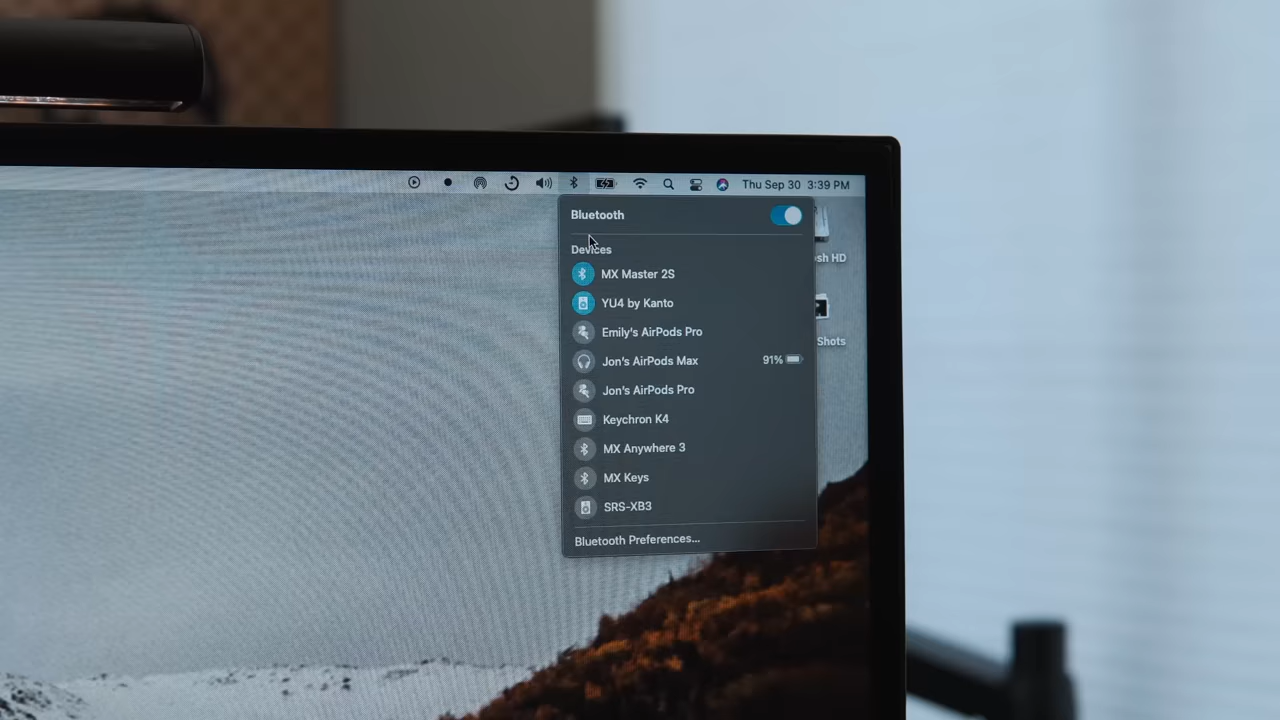 Thu Sep 30 3:39 PM
Bluetooth
Devices
MX Master 2S
YU4 by Kanto
Emily's AirPods Pro
Jon's AirPods Max 91%
Jon's AirPods Pro
Keychron K4
MX Anywhere 3
MX Keys
SRS-XB3
Bluetooth Preferences...
sh HD
Shots